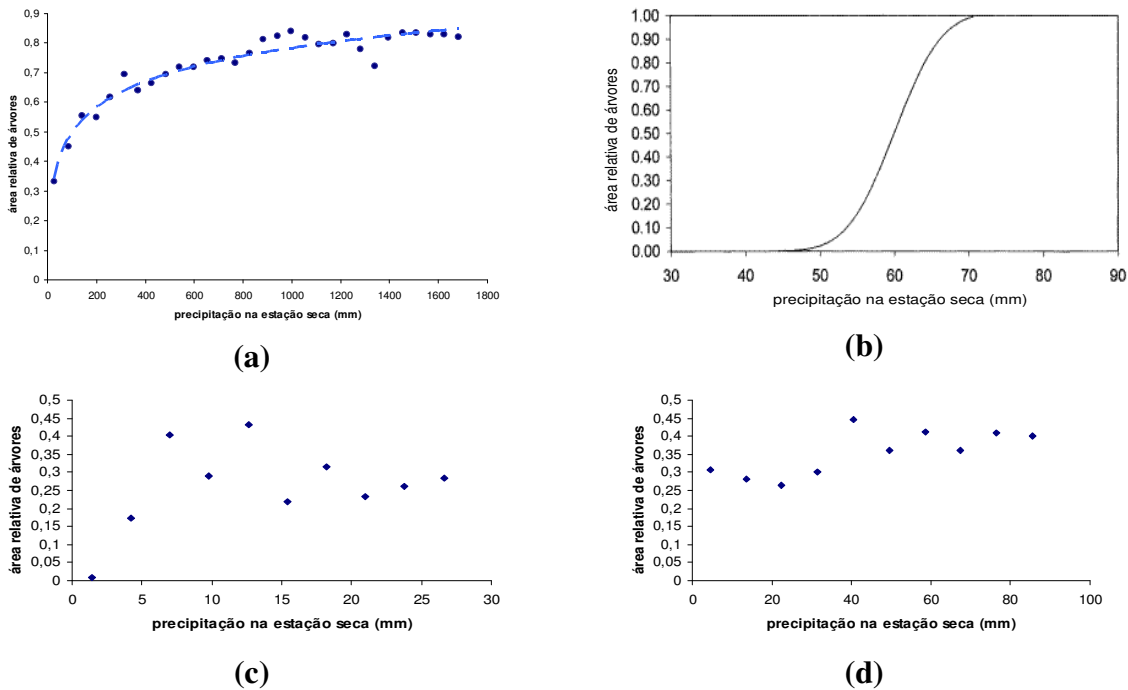 0,9
0,8
0,7
0,6
0,5
0,4
0,3
0,2
0,1
0
área relativa de árvores
0 200 400 600 800 1000 1200 1400 1600 1800
precipitação na estação seca (mm)
(a)
1.00
0.90
0.80
0.70
0.60
0.50
0.40
0.30
0.20
0.10
0.00
área relativa de árvores
30 40 50 60 70 80 90
precipitação na estação seca (mm)
(b)
0,5
0,45
0,4
0,35
0,3
0,25
0,2
0,15
0,1
0,05
0
área relativa de árvores
0 5 10 15 20 25 30
precipitação na estação seca (mm)
(c)
0,5
0,45
0,4
0,35
0,3
0,25
0,2
0,15
0,1
0,05
0
área relativa de árvores
0 20 40 60 80 100
precipitação na estação seca (mm)
(d)